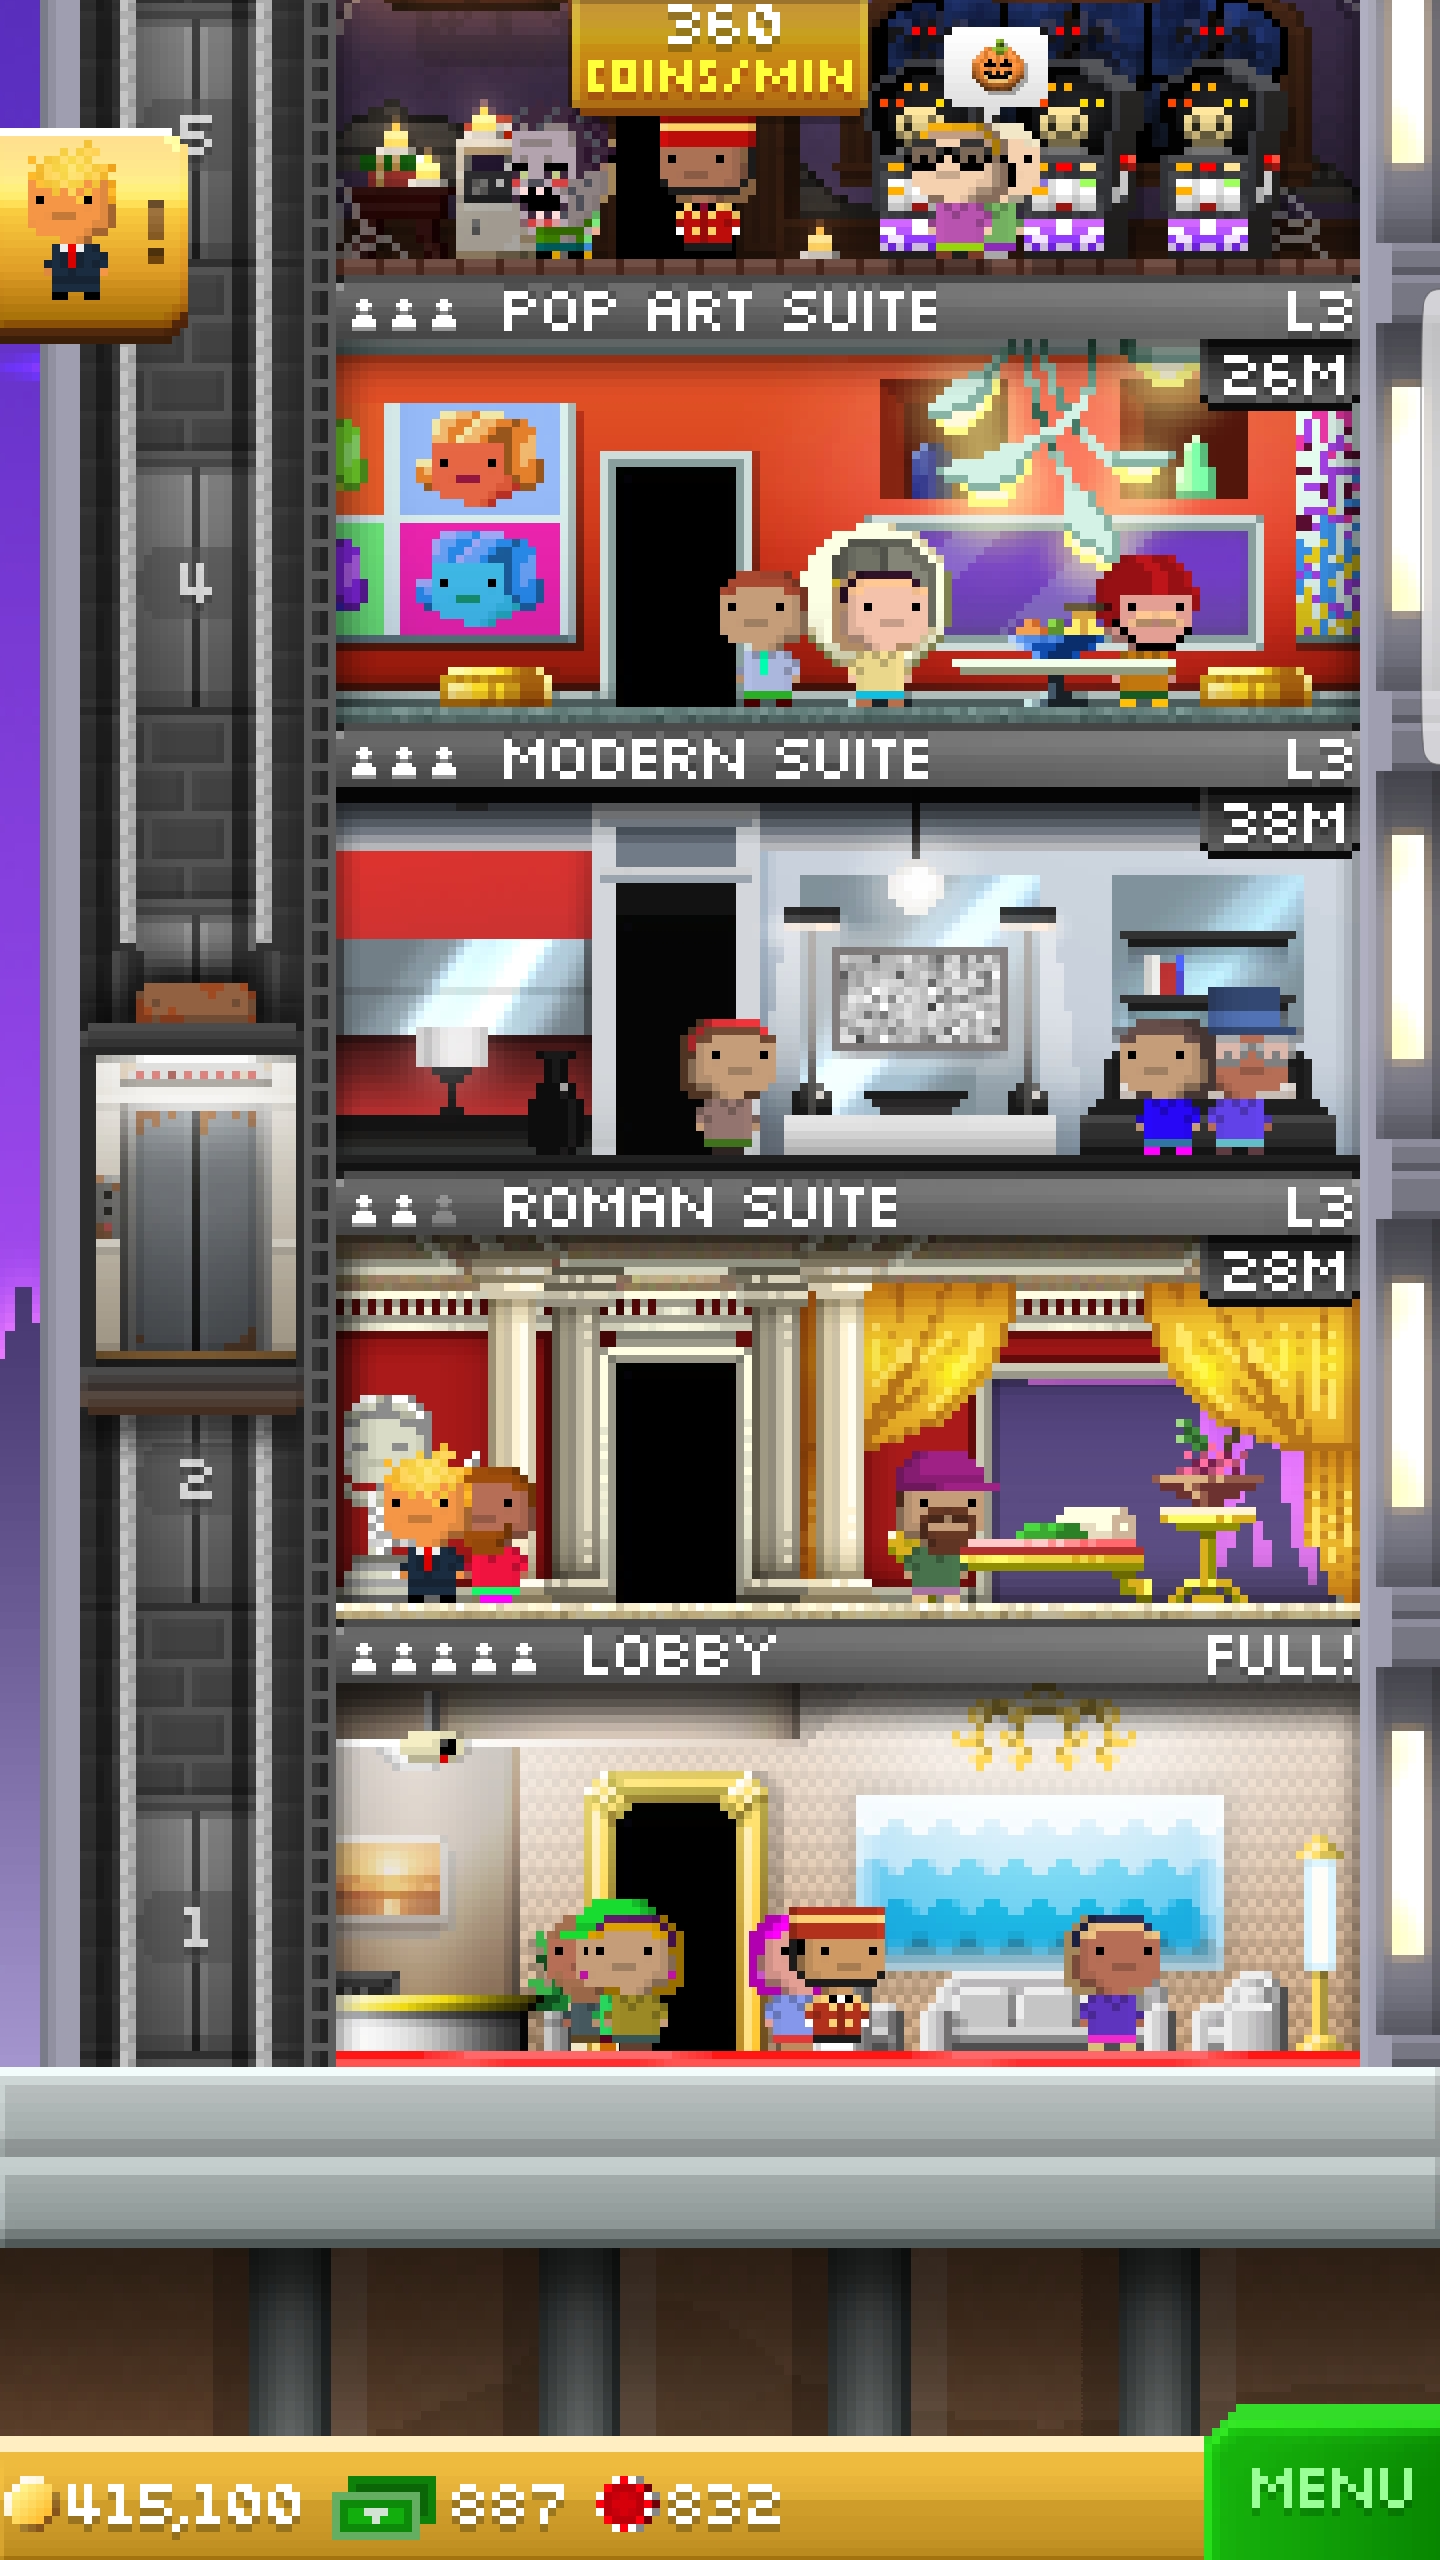 360
COINS/MIN
5
!
POP ART SUITE L3
26M
4
MODERN SUITE L3
38M
ROMAN SUITE L3
28M
2
LOBBY FULL!
1
415,100 887 832
MENU